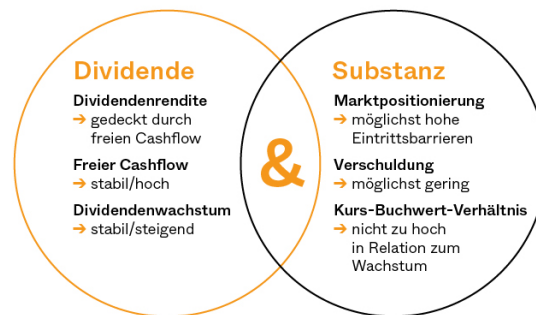 Dividende
Dividendenrendite
→ gedeckt durch
freien Cashflow
Freier Cashflow
→ stabil/hoch
Dividendenwachstum
→ stabil/steigend
&
Substanz
Marktpositionierung
→ möglichst hohe
Eintrittsbarrieren
Verschuldung
→ möglichst gering
Kurs-Buchwert-Verhältnis
→ nicht zu hoch
in Relation zum
Wachstum